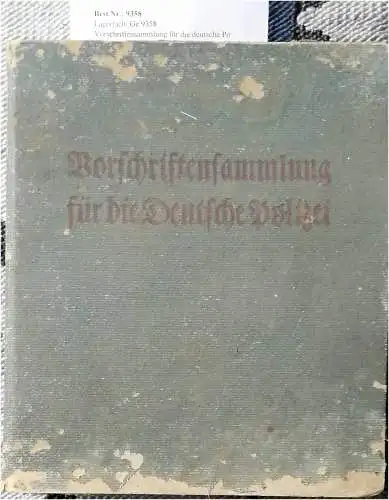 Best.Nr.: 9358
Lagerfach: Gr 9358
Vorschriftensammlung für die deutsche Po
Vorschriftensammlung
für die Deutsche Polizei